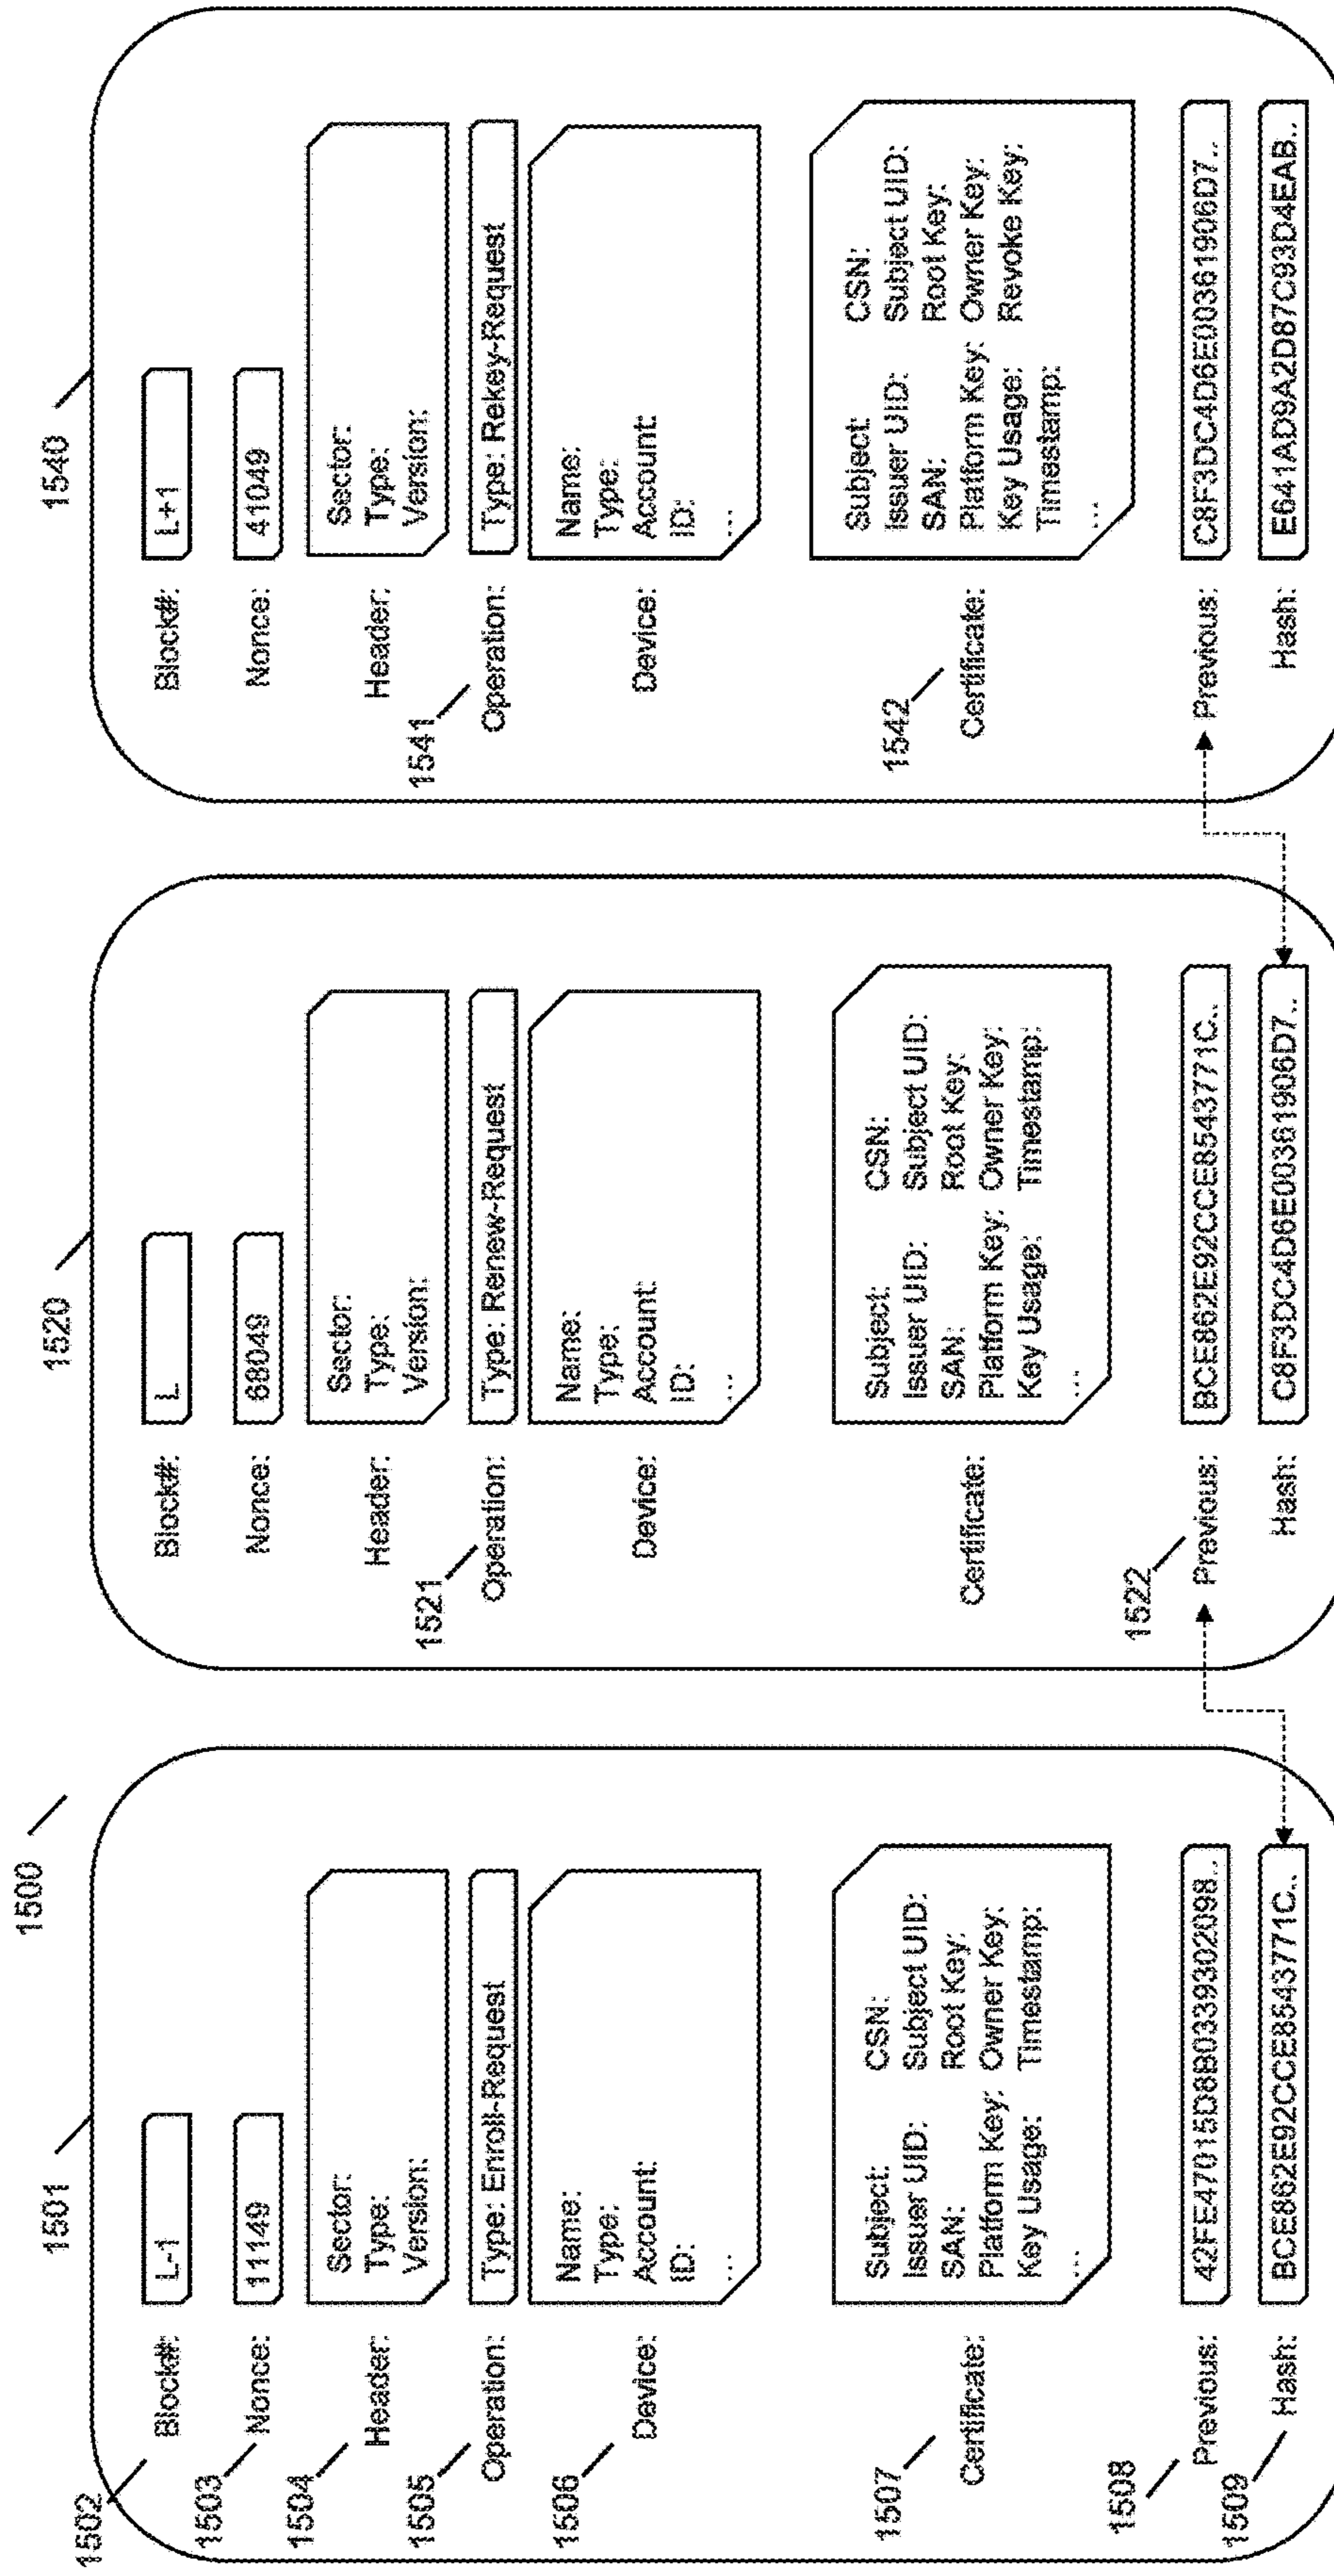 1500
1501
1502
Block#: L-1
1503
Nonce: 11149
1504
Header:
Sector:
Type:
Version:
1505
Operation: Type: Enroll-Request
1506
Device:
Name:
Type:
Account:
ID:
...
1507
Certificate:
Subject: CSN:
Issuer UID: Subject UID:
SAN: Root Key:
Platform Key: Owner Key:
Key Usage: Timestamp:
...
1508
Previous: 42FE47015D8B0339302098..
1509
Hash: BCE862E92CCE8543771C..
1520
Block#: L
Nonce: 68049
Header:
Sector:
Type:
Version:
1521
Operation: Type: Renew-Request
Device:
Name:
Type:
Account:
ID:
...
Certificate:
Subject: CSN:
Issuer UID: Subject UID:
SAN: Root Key:
Platform Key: Owner Key:
Key Usage: Timestamp:
...
1522
Previous: BCE862E92CCE8543771C..
Hash: C8F3DC4D6E00361906D7..
1540
Block#: L+1
Nonce: 41049
Header:
Sector:
Type:
Version:
1541
Operation: Type: Rekey-Request
Device:
Name:
Type:
Account:
ID:
...
1542
Certificate:
Subject: CSN:
Issuer UID: Subject UID:
SAN: Root Key:
Platform Key: Owner Key:
Key Usage: Revoke Key:
Timestamp:
...
Previous: C8F3DC4D6E00361906D7..
Hash: E641AD9A2D87C93D4EAB..